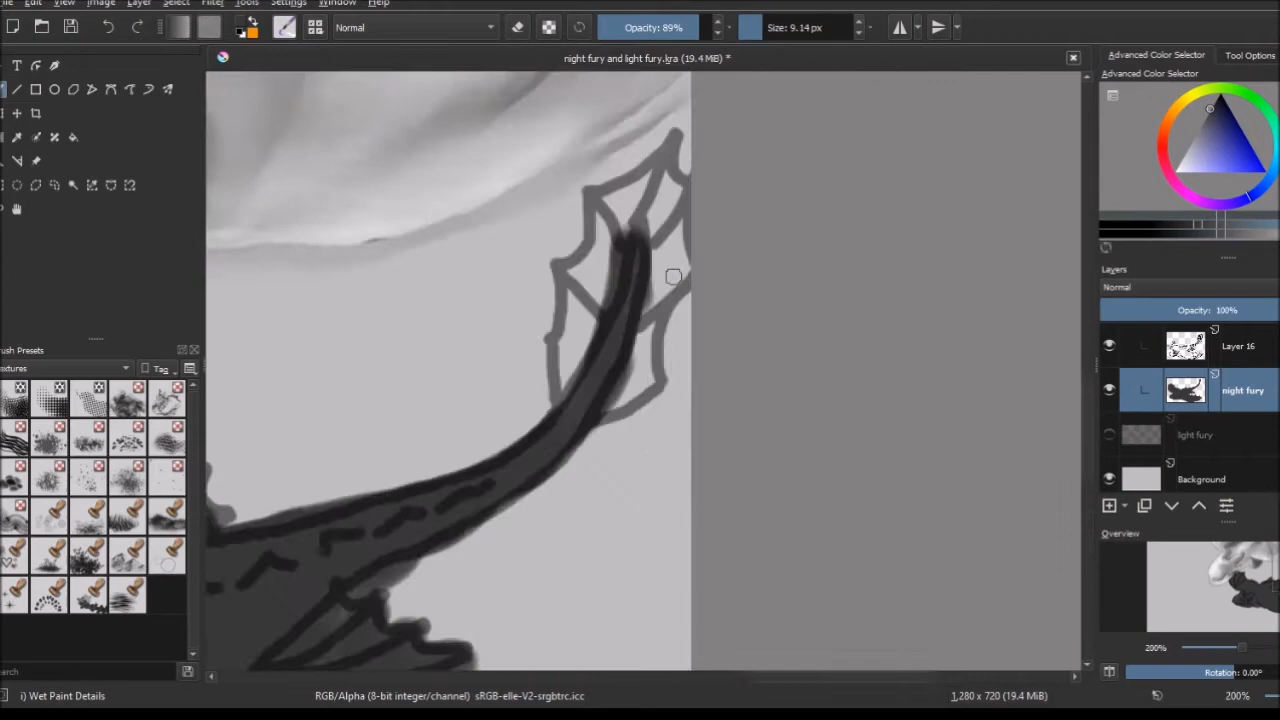 ile Edit View Image Layer Select Filter Tools Settings Window Help
Normal Opacity: 89% Size: 9.14 px
night fury and light fury.kra (19.4 MiB) *
Advanced Color Selector Tool Options
Advanced Color Selector
Layers
Normal
Opacity: 100%
Layer 16
night fury
light fury
Background
rush Presets
extures Tag
earch
Overview
200%
Rotation: 0.00°
i) Wet Paint Details RGB/Alpha (8-bit integer/channel) sRGB-elle-V2-srgbtrc.icc 1,280 x 720 (19.4 MiB) 200%